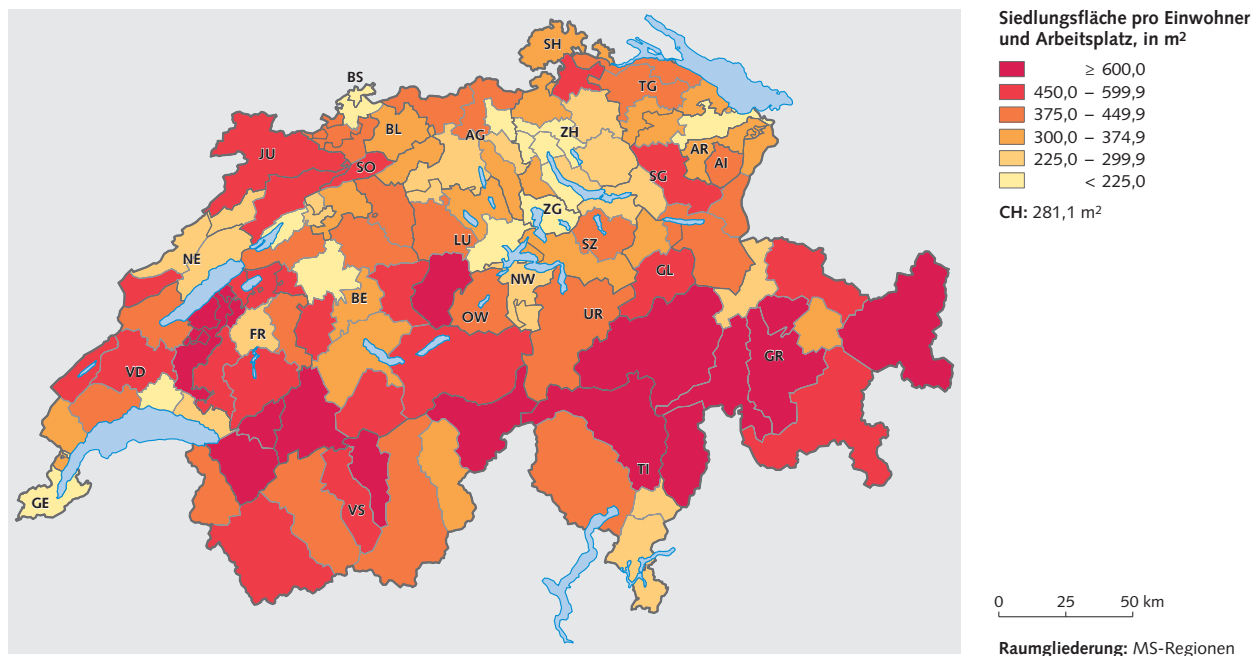 Siedlungsfläche pro Einwohner
und Arbeitsplatz, in m²
≥ 600,0
450,0 – 599,9
375,0 – 449,9
300,0 – 374,9
225,0 – 299,9
< 225,0
CH: 281,1 m²
SH
BS
TG
BL
AG
ZH
JU
SO
AR
AI
SG
ZG
LU
SZ
NE
GL
NW
BE
OW
UR
FR
GR
VD
TI
GE
VS
0 25 50 km
Raumgliederung: MS-Regionen